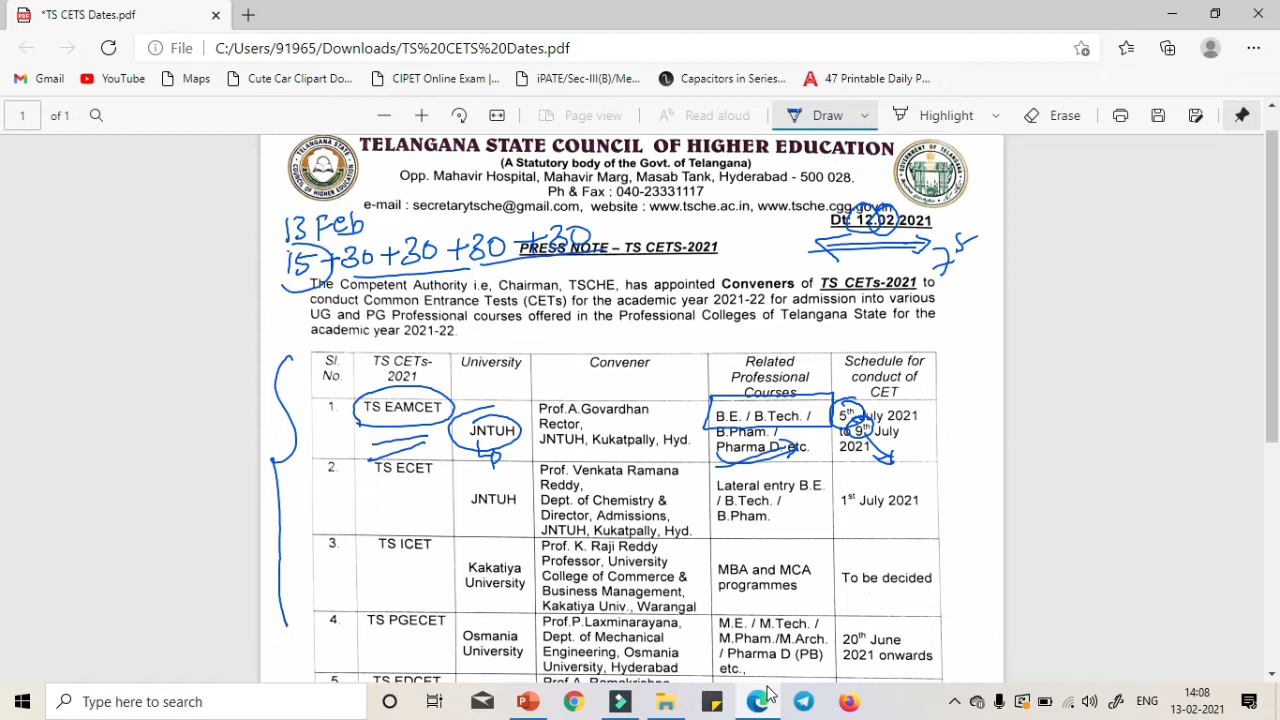 *TS CETS Dates.pdf
File C:/Users/91965/Downloads/TS%20CETS%20Dates.pdf
Gmail YouTube Maps Cute Car Clipart Do... CIPET Online Exam |... iPATE/Sec-III(B)/Me... Capacitors in Series... 47 Printable Daily P...
1 of 1 Page view Read aloud Draw Highlight Erase
TELANGANA STATE COUNCIL OF HIGHER EDUCATION
(A Statutory body of the Govt. of Telangana)
Opp. Mahavir Hospital, Mahavir Marg, Masab Tank, Hyderabad - 500 028.
Ph & Fax : 040-23331117
e-mail : secretarytsche@gmail.com, website : www.tsche.ac.in, www.tsche.cgg.gov.in
Dt: 12.02.2021
13 Feb
15 +30 +30 +30 +30
PRESS NOTE – TS CETS-2021
The Competent Authority i.e, Chairman, TSCHE, has appointed Conveners of TS CETs-2021 to
conduct Common Entrance Tests (CETs) for the academic year 2021-22 for admission into various
UG and PG Professional courses offered in the Professional Colleges of Telangana State for the
academic year 2021-22.
Sl. No. TS CETs-2021 University Convener Related Professional Courses Schedule for conduct of CET
1. TS EAMCET JNTUH Prof.A.Govardhan Rector, JNTUH, Kukatpally, Hyd. B.E. / B.Tech. / B.Pham. / Pharma D. etc. 5th July 2021 to 9th July 2021
2. TS ECET JNTUH Prof. Venkata Ramana Reddy, Dept. of Chemistry & Director, Admissions, JNTUH, Kukatpally, Hyd. Lateral entry B.E. / B.Tech. / B.Pham. 1st July 2021
3. TS ICET Kakatiya University Prof. K. Raji Reddy Professor, University College of Commerce & Business Management, Kakatiya Univ., Warangal MBA and MCA programmes To be decided
4. TS PGECET Osmania University Prof.P.Laxminarayana, Dept. of Mechanical Engineering, Osmania University, Hyderabad M.E. / M.Tech. / M.Pham./M.Arch. / Pharma D (PB) etc., 20th June 2021 onwards
5. TS EDCET Prof.A. Ramakrishna
Type here to search
ENG 14:08
13-02-2021